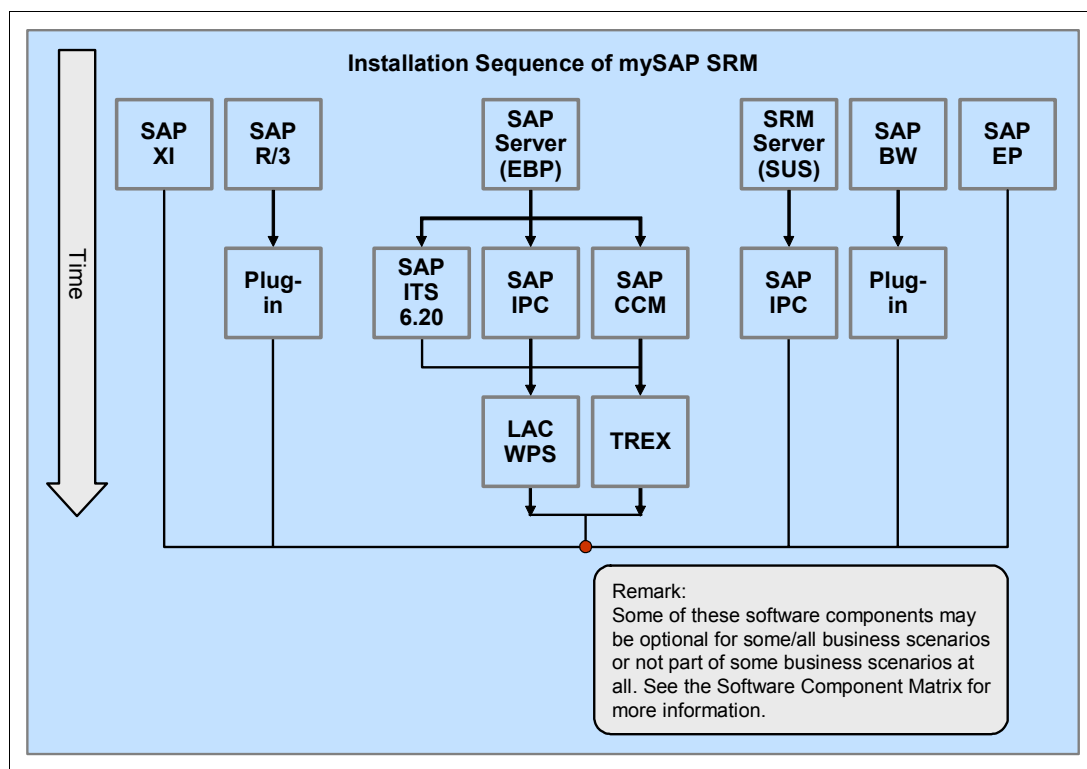 Installation Sequence of mySAP SRM
Time
SAP
XI
SAP
R/3
SAP
Server
(EBP)
SRM
Server
(SUS)
SAP
BW
SAP
EP
Plug-
in
SAP
ITS
6.20
SAP
IPC
SAP
CCM
SAP
IPC
Plug-
in
LAC
WPS
TREX
Remark:
Some of these software components may
be optional for some/all business scenarios
or not part of some business scenarios at
all. See the Software Component Matrix for
more information.